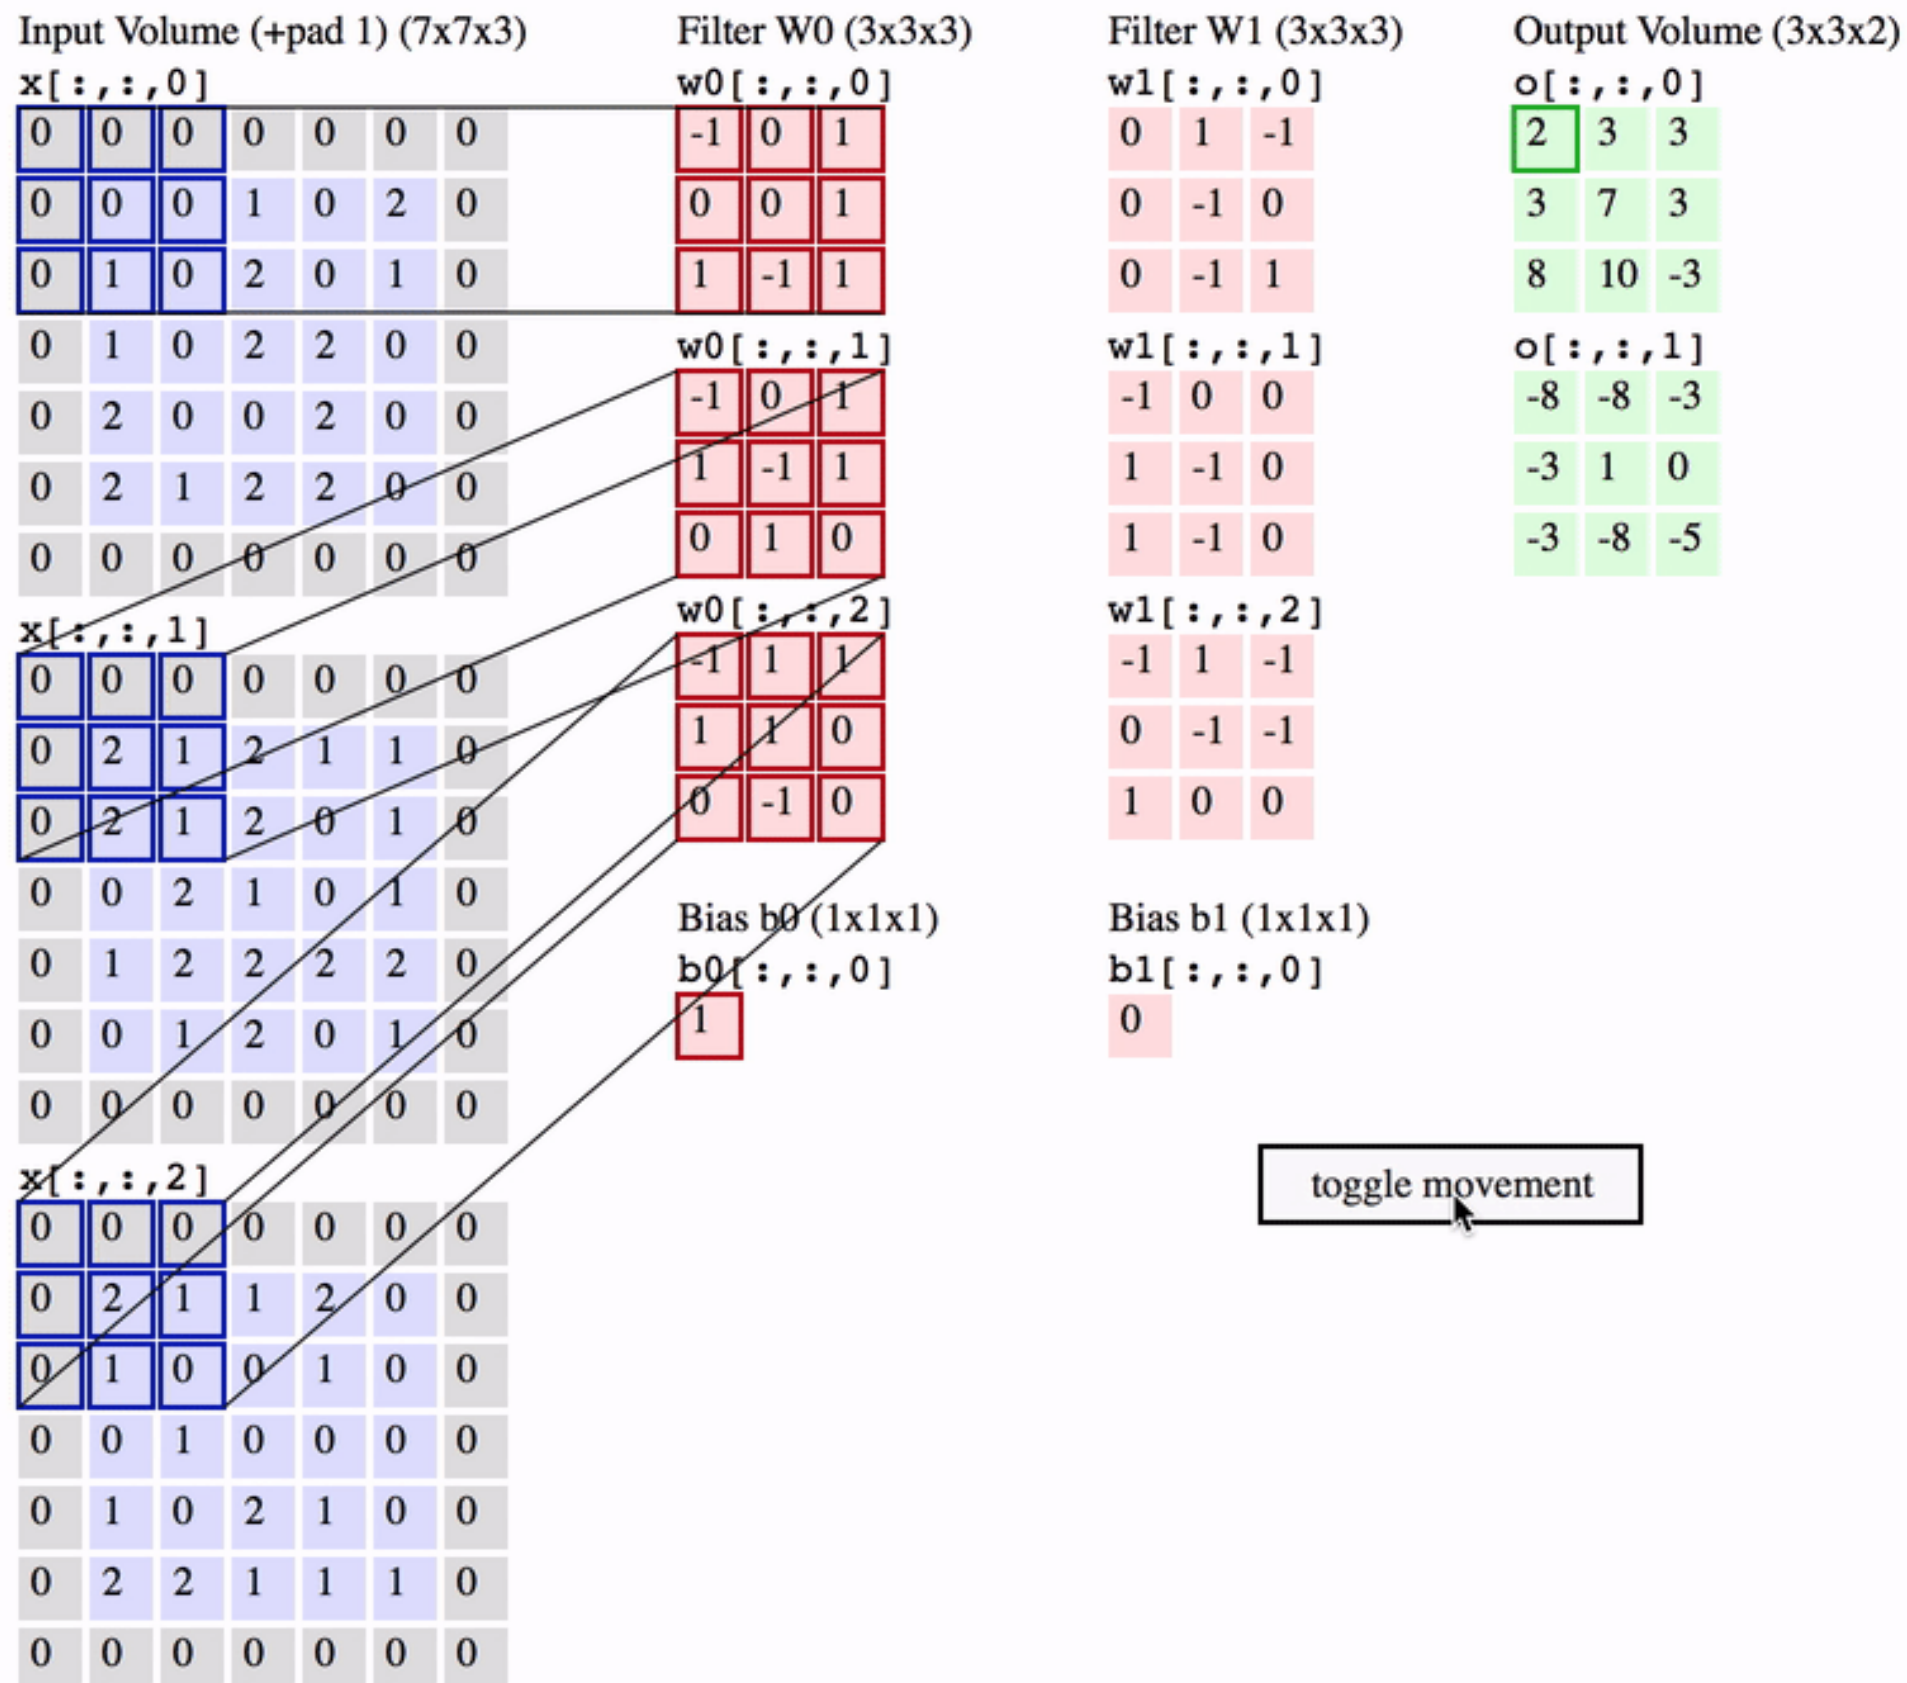 Input Volume (+pad 1) (7x7x3)
x[:,:,0]
0 0 0 0 0 0 0
0 0 0 1 0 2 0
0 1 0 2 0 1 0
0 1 0 2 2 0 0
0 2 0 0 2 0 0
0 2 1 2 2 0 0
0 0 0 0 0 0 0
x[:,:,1]
0 0 0 0 0 0 0
0 2 1 2 1 1 0
0 2 1 2 0 1 0
0 0 2 1 0 1 0
0 1 2 2 2 2 0
0 0 1 2 0 1 0
0 0 0 0 0 0 0
x[:,:,2]
0 0 0 0 0 0 0
0 2 1 1 2 0 0
0 1 0 0 1 0 0
0 0 1 0 0 0 0
0 1 0 2 1 0 0
0 2 2 1 1 1 0
0 0 0 0 0 0 0
Filter W0 (3x3x3)
w0[:,:,0]
-1 0 1
0 0 1
1 -1 1
w0[:,:,1]
-1 0 1
1 -1 1
0 1 0
w0[:,:,2]
-1 1 1
1 1 0
0 -1 0
Bias b0 (1x1x1)
b0[:,:,0]
1
Filter W1 (3x3x3)
w1[:,:,0]
0 1 -1
0 -1 0
0 -1 1
w1[:,:,1]
-1 0 0
1 -1 0
1 -1 0
w1[:,:,2]
-1 1 -1
0 -1 -1
1 0 0
Bias b1 (1x1x1)
b1[:,:,0]
0
Output Volume (3x3x2)
o[:,:,0]
2 3 3
3 7 3
8 10 -3
o[:,:,1]
-8 -8 -3
-3 1 0
-3 -8 -5
toggle movement